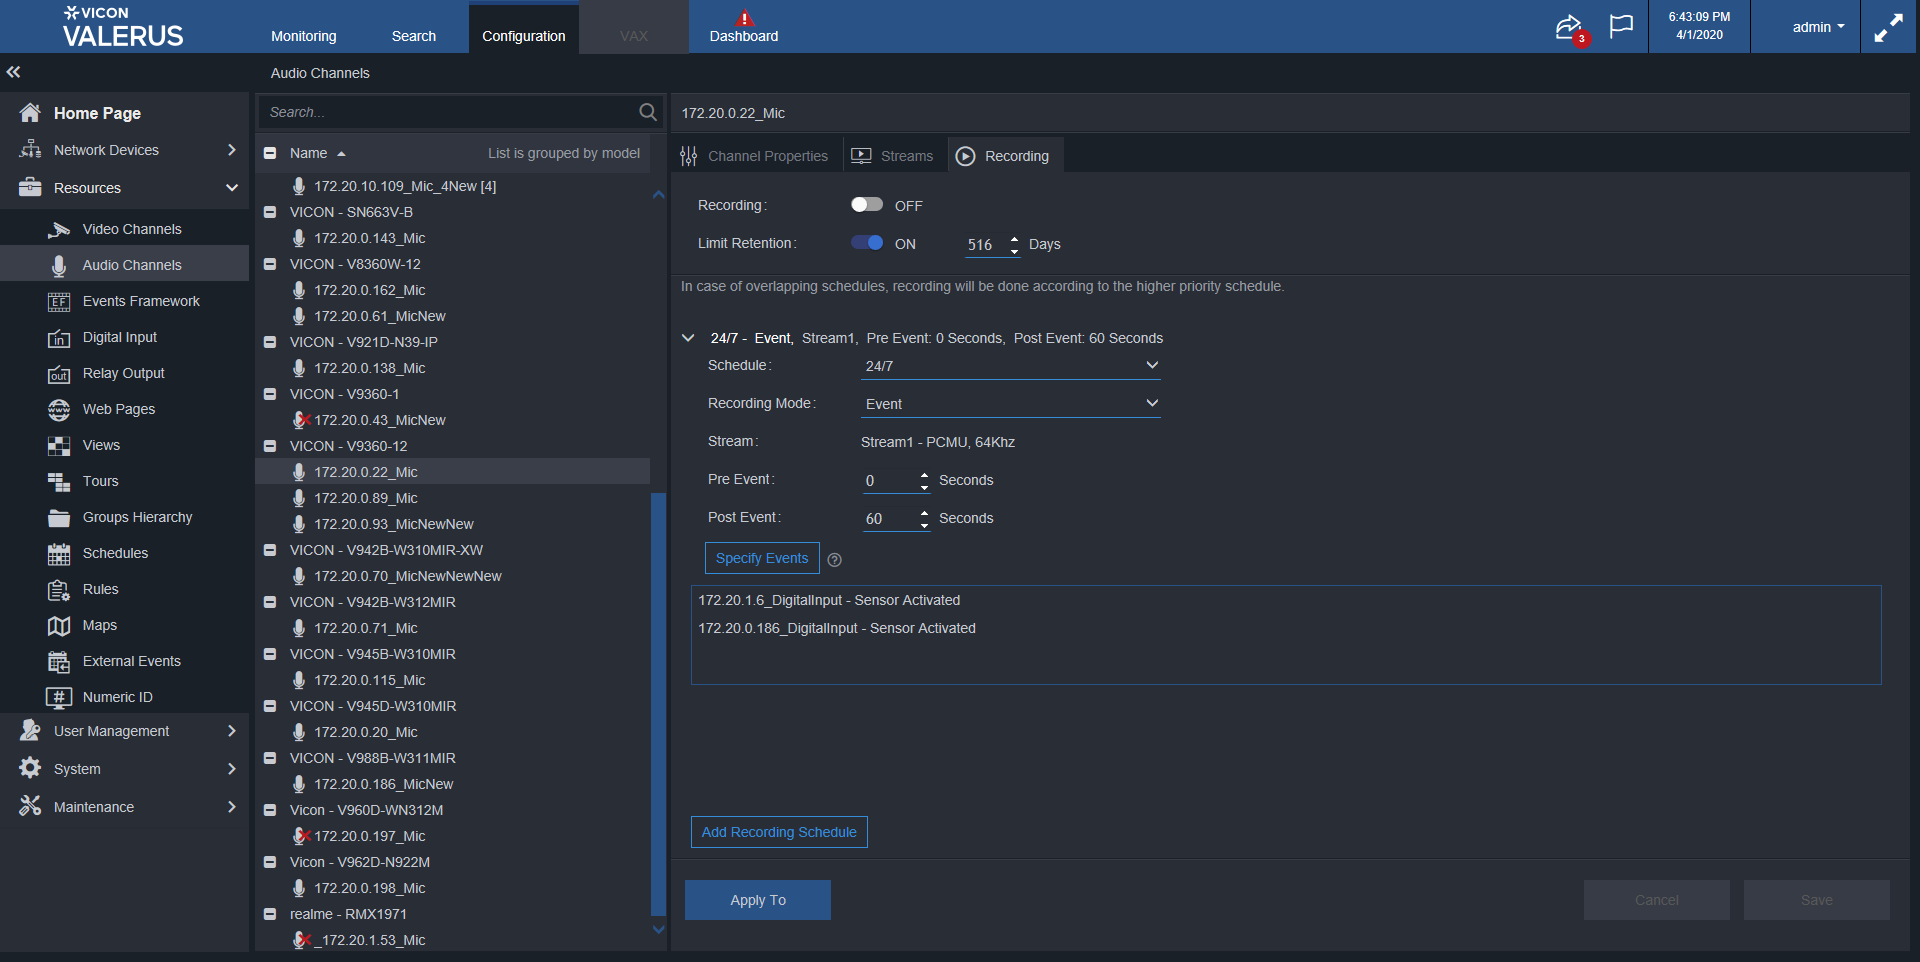 VICON
VALERUS
Monitoring
Search
Configuration
VAX
Dashboard
3
6:43:09 PM
4/1/2020
admin
Audio Channels
Home Page
Network Devices
Resources
Video Channels
Audio Channels
EF
Events Framework
in
Digital Input
out
Relay Output
www
Web Pages
Views
Tours
Groups Hierarchy
Schedules
Rules
Maps
External Events
#
Numeric ID
User Management
System
Maintenance
Search...
Name
List is grouped by model
172.20.10.109_Mic_4New [4]
VICON - SN663V-B
172.20.0.143_Mic
VICON - V8360W-12
172.20.0.162_Mic
172.20.0.61_MicNew
VICON - V921D-N39-IP
172.20.0.138_Mic
VICON - V9360-1
172.20.0.43_MicNew
VICON - V9360-12
172.20.0.22_Mic
172.20.0.89_Mic
172.20.0.93_MicNewNew
VICON - V942B-W310MIR-XW
172.20.0.70_MicNewNewNew
VICON - V942B-W312MIR
172.20.0.71_Mic
VICON - V945B-W310MIR
172.20.0.115_Mic
VICON - V945D-W310MIR
172.20.0.20_Mic
VICON - V988B-W311MIR
172.20.0.186_MicNew
Vicon - V960D-WN312M
172.20.0.197_Mic
Vicon - V962D-N922M
172.20.0.198_Mic
realme - RMX1971
_172.20.1.53_Mic
172.20.0.22_Mic
Channel Properties
Streams
Recording
Recording: OFF
Limit Retention: ON 516 Days
In case of overlapping schedules, recording will be done according to the higher priority schedule.
24/7 - Event, Stream1, Pre Event: 0 Seconds, Post Event: 60 Seconds
Schedule: 24/7
Recording Mode: Event
Stream: Stream1 - PCMU, 64Khz
Pre Event: 0 Seconds
Post Event: 60 Seconds
Specify Events ?
172.20.1.6_DigitalInput - Sensor Activated
172.20.0.186_DigitalInput - Sensor Activated
Add Recording Schedule
Apply To
Cancel
Save